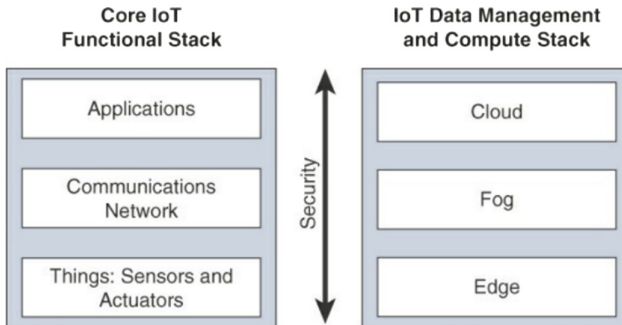 Core IoT
Functional Stack
Applications
Communications
Network
Things: Sensors and
Actuators
Security
IoT Data Management
and Compute Stack
Cloud
Fog
Edge